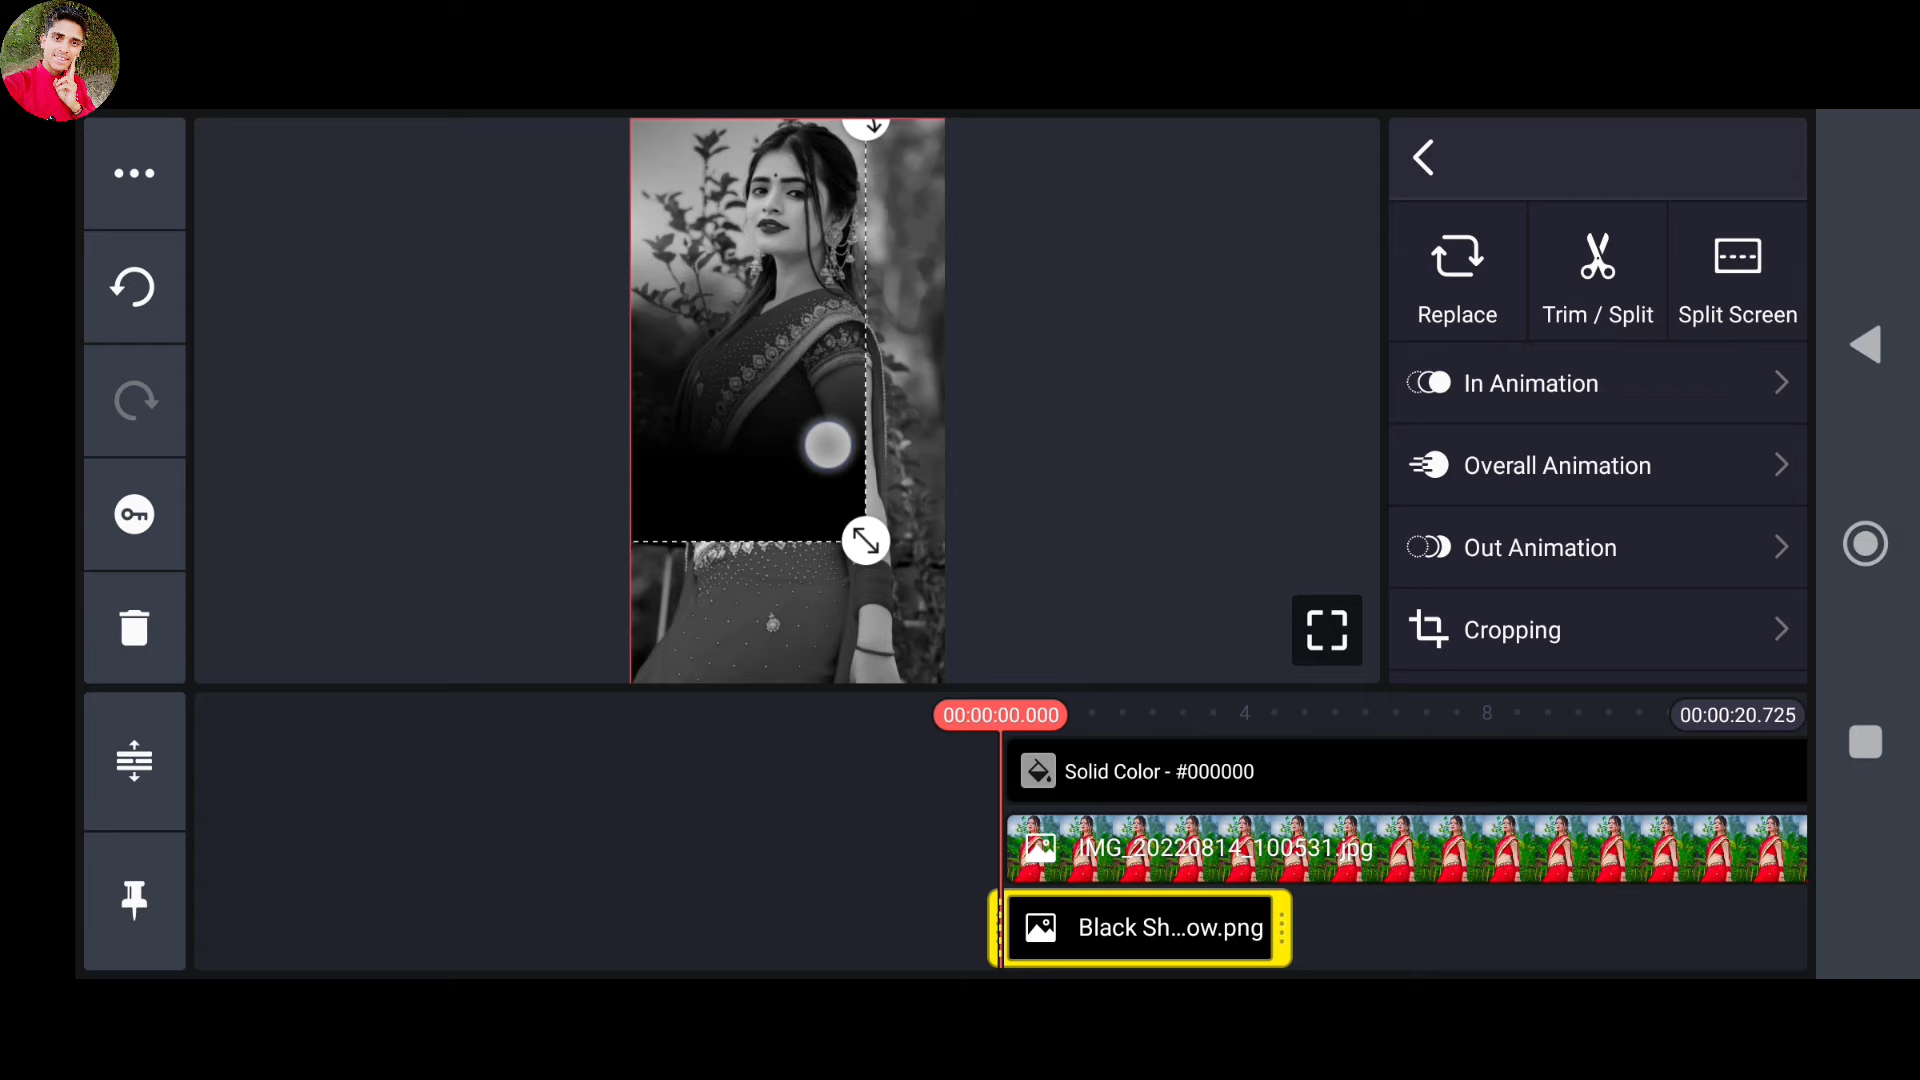 Replace
Trim / Split
Split Screen
In Animation
Overall Animation
Out Animation
Cropping
00:00:00.000
4
8
00:00:20.725
Solid Color - #000000
IMG_20220814_100531.jpg
Black Sh...ow.png